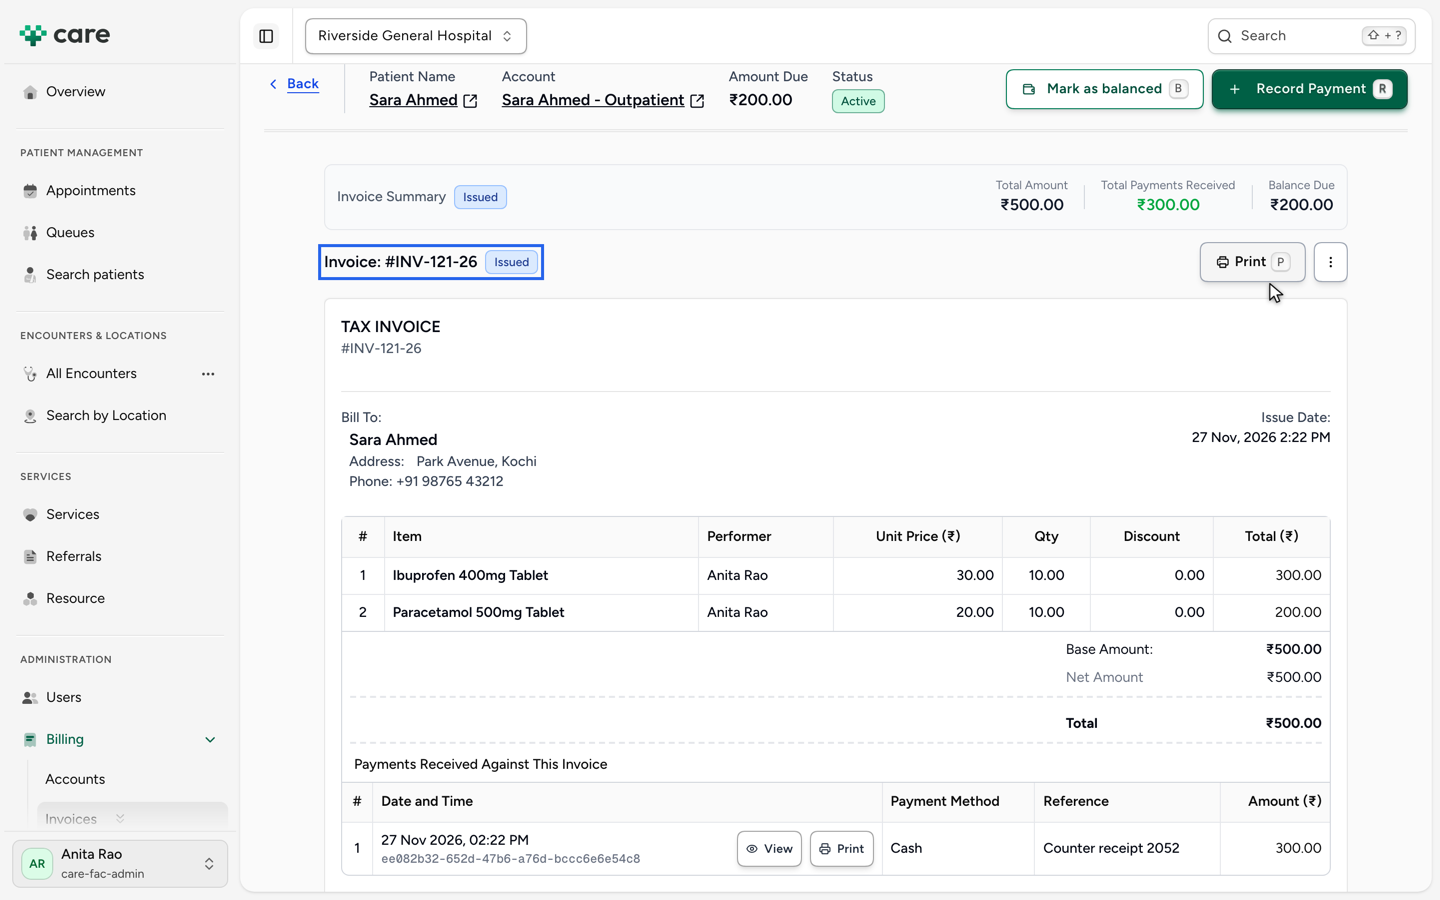 care
Riverside General Hospital
Search
+ ?
Overview
PATIENT MANAGEMENT
Appointments
Queues
Search patients
ENCOUNTERS & LOCATIONS
All Encounters
Search by Location
SERVICES
Services
Referrals
Resource
ADMINISTRATION
Users
Billing
Accounts
Invoices
AR
Anita Rao
care-fac-admin
Back
Patient Name
Sara Ahmed
Account
Sara Ahmed - Outpatient
Amount Due
₹200.00
Status
Active
Mark as balanced B
+ Record Payment R
Invoice Summary Issued
Total Amount
₹500.00
Total Payments Received
₹300.00
Balance Due
₹200.00
Invoice: #INV-121-26 Issued
Print P
TAX INVOICE
#INV-121-26
Bill To:
Sara Ahmed
Address: Park Avenue, Kochi
Phone: +91 98765 43212
Issue Date:
27 Nov, 2026 2:22 PM
# Item Performer Unit Price (₹) Qty Discount Total (₹)
1 Ibuprofen 400mg Tablet Anita Rao 30.00 10.00 0.00 300.00
2 Paracetamol 500mg Tablet Anita Rao 20.00 10.00 0.00 200.00
Base Amount: ₹500.00
Net Amount ₹500.00
Total ₹500.00
Payments Received Against This Invoice
# Date and Time Payment Method Reference Amount (₹)
1 27 Nov 2026, 02:22 PM View Print Cash Counter receipt 2052 300.00
ee082b32-652d-47b6-a76d-bccc6e6e54c8